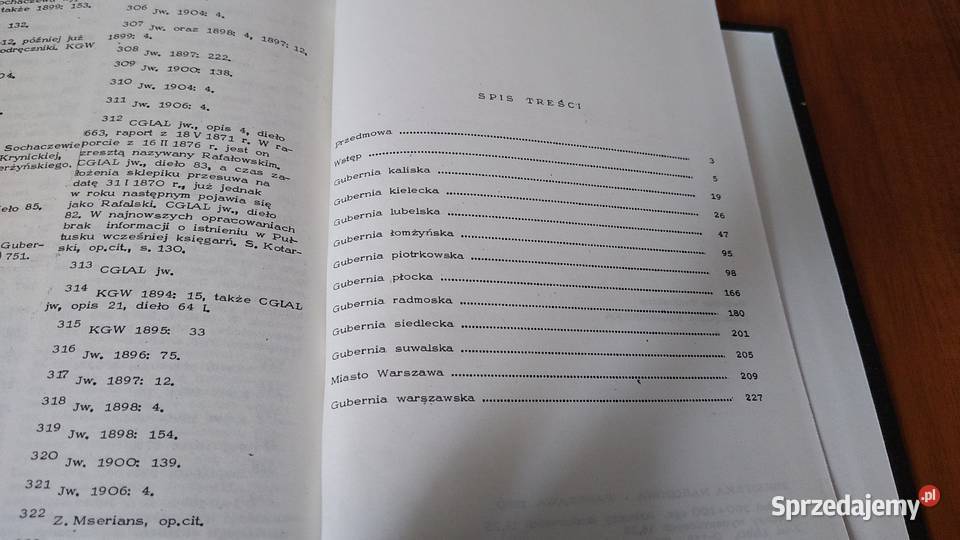 także 1899: 153.
132.
12, później już
odręczniki. KGW
04.
Sochaczewie
Krynickiej,
erżyńskiego.
ieło 85.
Guber-
751.
306 Jw. 1904: 4.
307 Jw. oraz 1898: 4, 1897: 12,
1899: 4.
308 Jw. 1897: 222.
309 Jw. 1900: 138.
310 Jw. 1904: 4.
311 Jw. 1906: 4.
312 CGIAL jw., opis 4, dieło
663, raport z 18 V 1871 r. W ra-
porcie z 16 II 1876 r. jest on
zresztą nazywany Rafałowskim,
CGIAL jw., dieło 83, a czas za-
łożenia sklepiku przesuwa na
datę 31 I 1870 r., już jednak
w roku następnym pojawia się
jako Rafalski. CGIAL jw., dieło
82. W najnowszych opracowaniach
brak informacji o istnieniu w Puł-
tusku wcześniej księgarń. S. Kotar-
ski, op.cit., s. 130.
313 CGIAL jw.
314 KGW 1894: 15, także CGIAL
jw, opis 21, dieło 64 l.
315 KGW 1895: 33
316 Jw. 1896: 75.
317 Jw. 1897: 12.
318 Jw. 1898: 4.
319 Jw. 1898: 154.
320 Jw. 1900: 139.
321 Jw. 1906: 4.
322 Z. Mserians, op.cit.
SPIS TREŚCI
Przedmowa 3
Wstęp 5
Gubernia kaliska 19
Gubernia kielecka 26
Gubernia lubelska 47
Gubernia łomżyńska 95
Gubernia piotrkowska 98
Gubernia płocka 166
Gubernia radmoska 180
Gubernia siedlecka 201
Gubernia suwalska 205
Miasto Warszawa 209
Gubernia warszawska 227
Sprzedajemy.pl